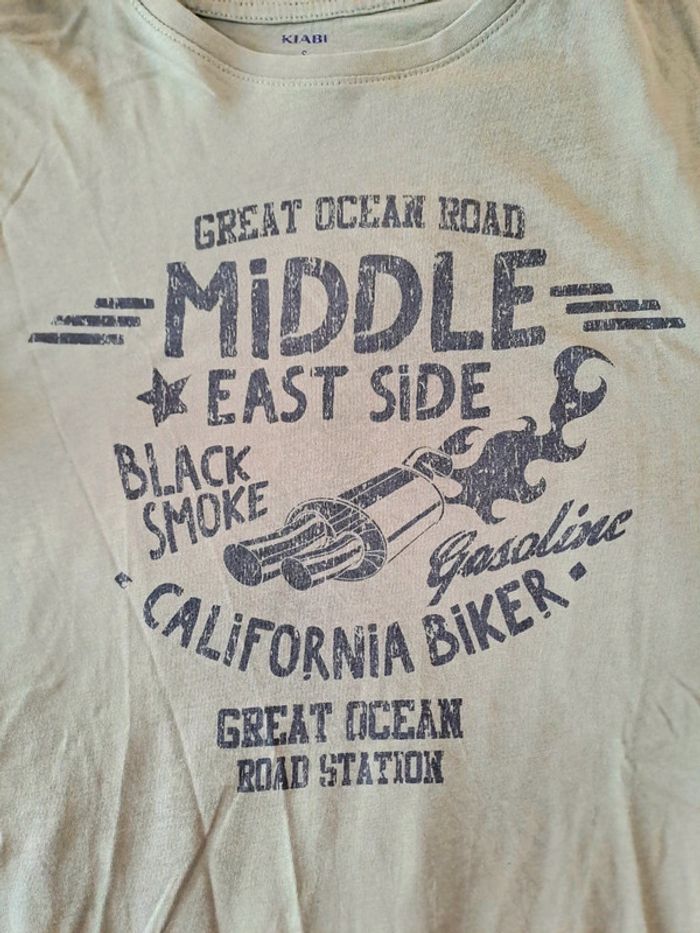 KIABI
S
GREAT OCEAN ROAD
MiDDLE
EAST SiDE
BLACK
SMOKE
Gasoline
CALiFORNiA BiKER
GREAT OCEAN
ROAD STATION